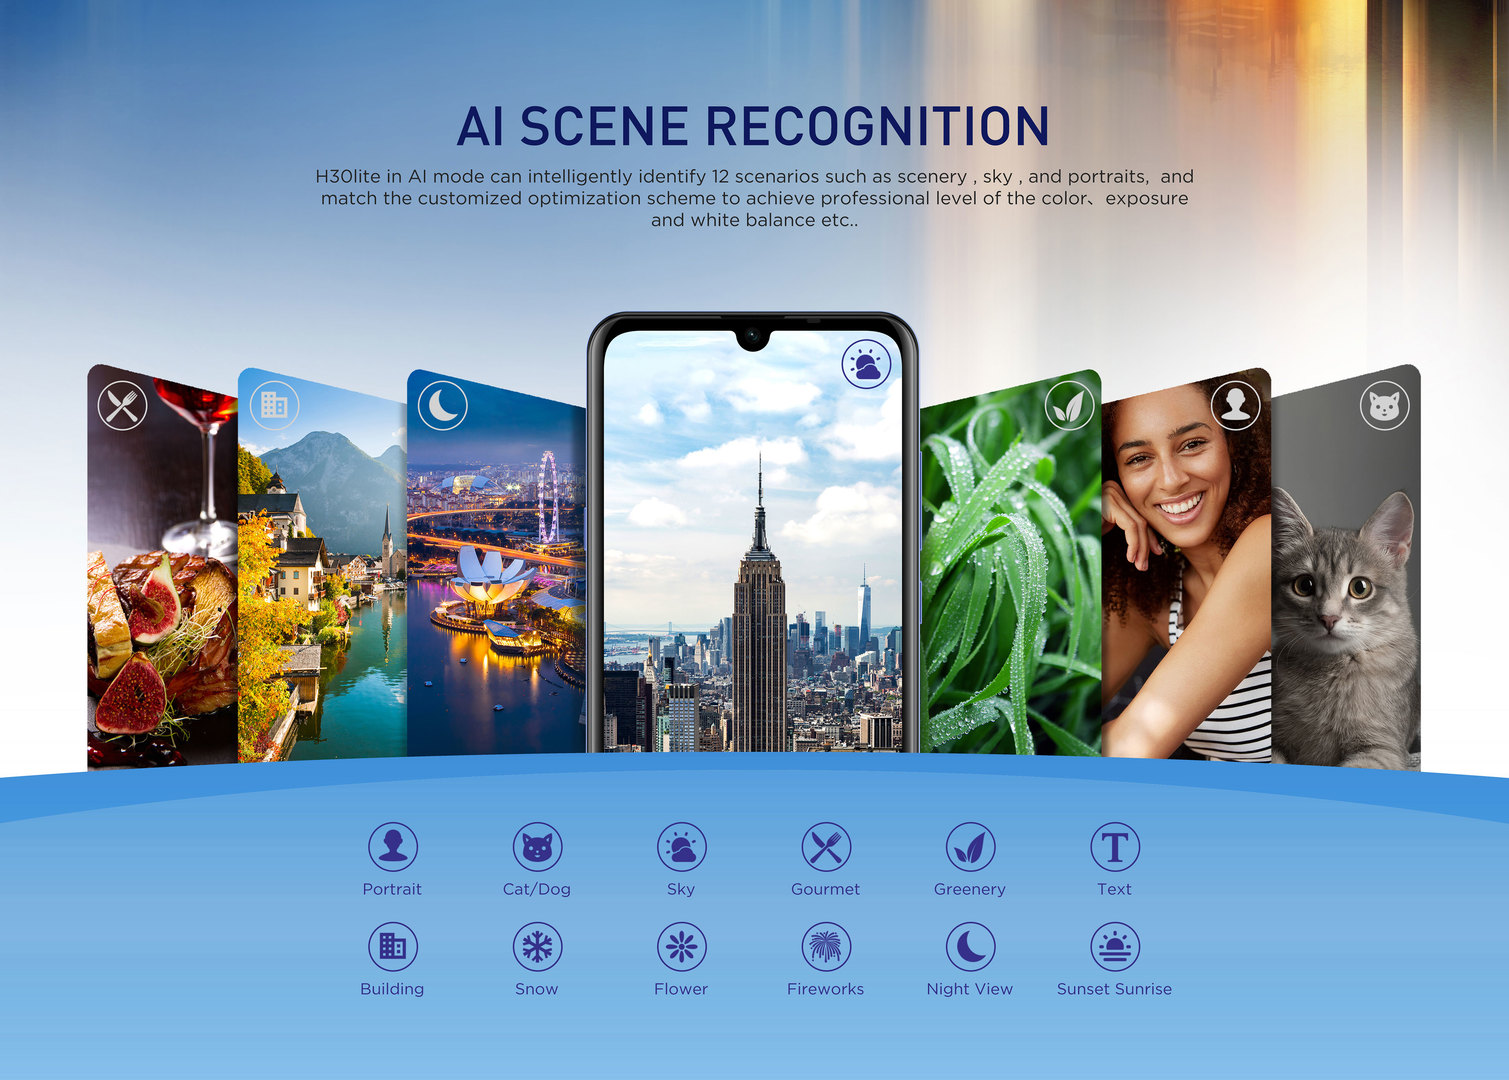 AI SCENE RECOGNITION
H30lite in AI mode can intelligently identify 12 scenarios such as scenery , sky , and portraits, and
match the customized optimization scheme to achieve professional level of the color、exposure
and white balance etc..
Portrait
Cat/Dog
Sky
Gourmet
Greenery
T
Text
Building
Snow
Flower
Fireworks
Night View
Sunset Sunrise